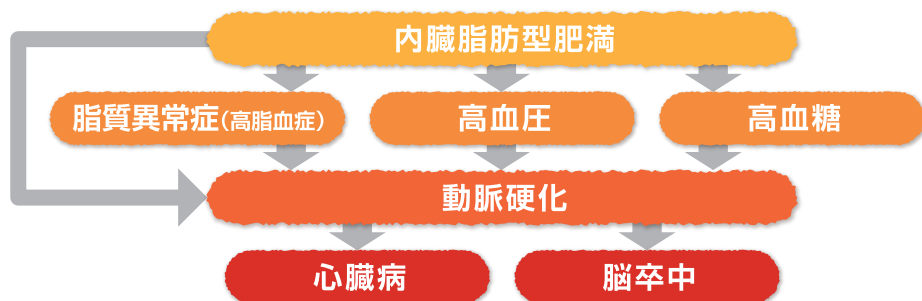 内臓脂肪型肥満
脂質異常症(高脂血症)
高血圧
高血糖
動脈硬化
心臓病
脳卒中